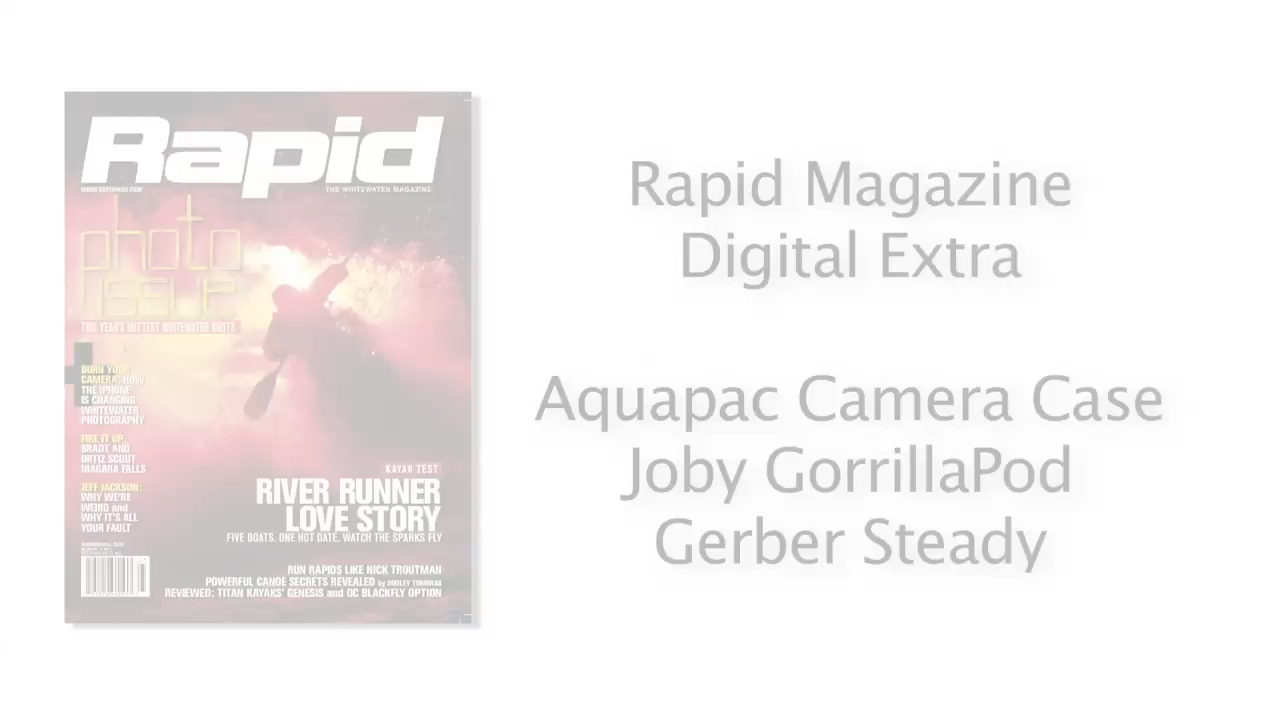 Rapid
THE WHITEWATER MAGAZINE
photo
ISSUE
THIS YEAR'S HOTTEST WHITEWATER SHOTS
BURN YOUR
CAMERA: HOW
THE IPHONE
IS CHANGING
WHITEWATER
PHOTOGRAPHY
FIRE IT UP
BRADT AND
ORTIZ SCOUT
NIAGARA FALLS
JEFF JACKSON:
WHY WE'RE
WEIRD and
WHY IT'S ALL
YOUR FAULT
KAYAK TEST
RIVER RUNNER
LOVE STORY
FIVE BOATS. ONE HOT DATE. WATCH THE SPARKS FLY
RUN RAPIDS LIKE NICK TROUTMAN
POWERFUL CANOE SECRETS REVEALED by
REVIEWED: TITAN KAYAKS' GENESIS and OC BLACKFLY OPTION
Rapid Magazine
Digital Extra
Aquapac Camera Case
Joby GorrillaPod
Gerber Steady